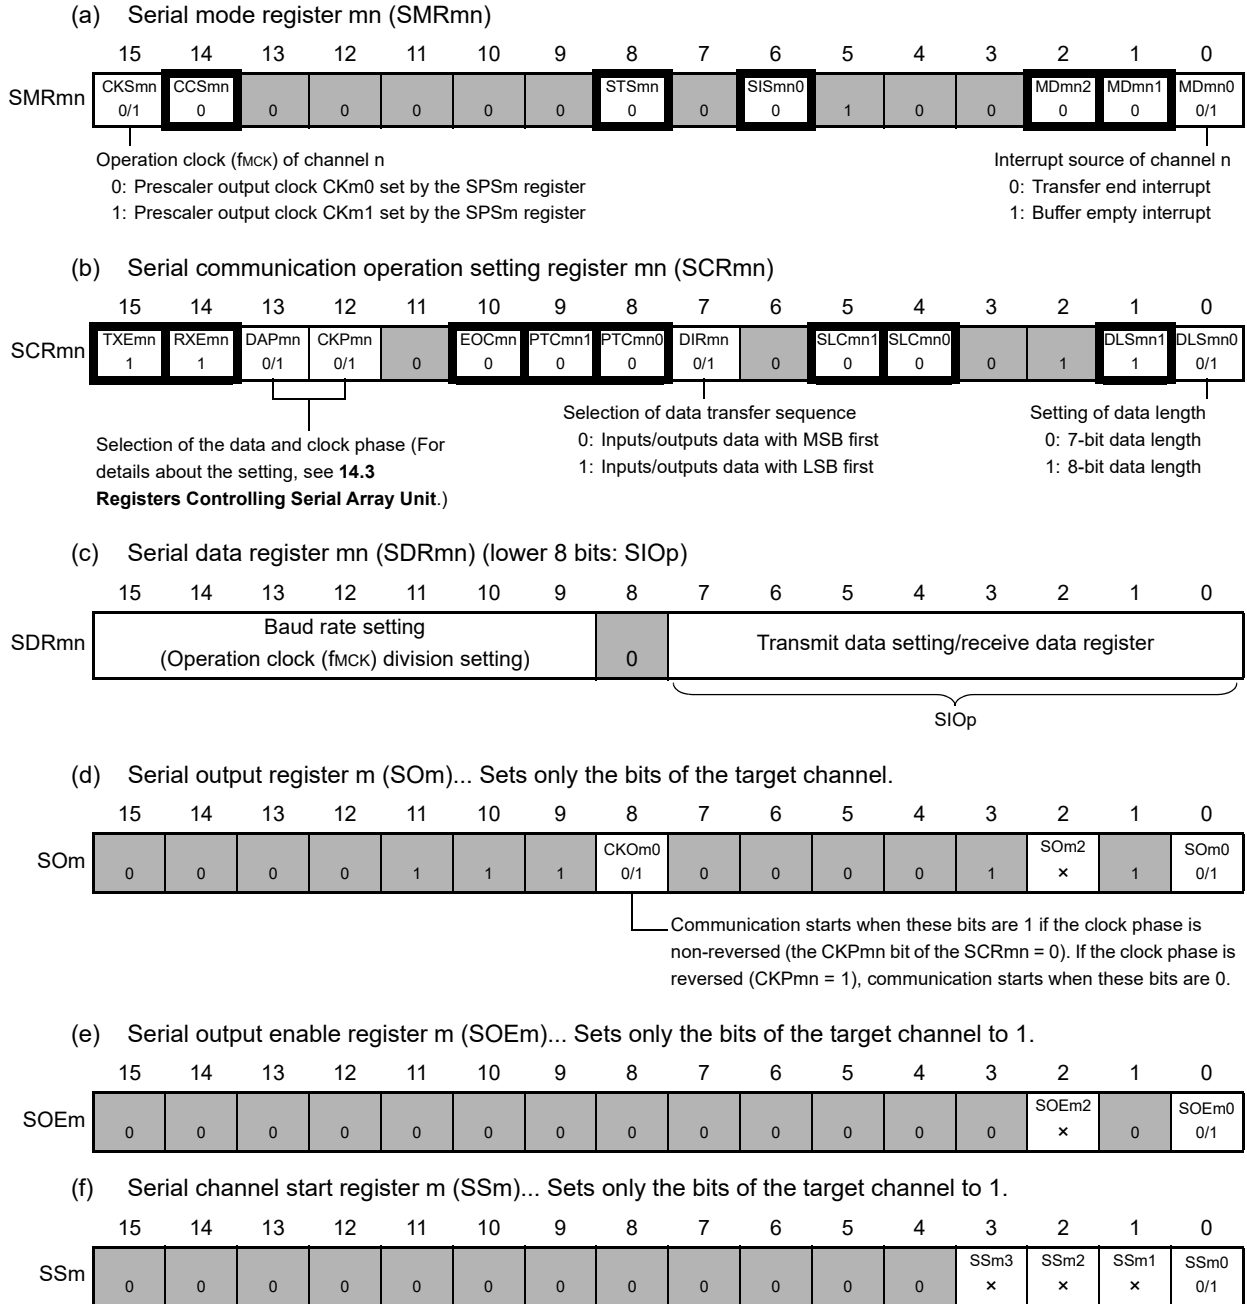 (a) Serial mode register mn (SMRmn)
15 14 13 12 11 10 9 8 7 6 5 4 3 2 1 0
SMRmn CKSmn CCSmn STSmn SISmn0 MDmn2 MDmn1 MDmn0
0/1 0 0 0 0 0 0 0 0 0 1 0 0 0 0 0/1
Operation clock (fMCK) of channel n
0: Prescaler output clock CKm0 set by the SPSm register
1: Prescaler output clock CKm1 set by the SPSm register
Interrupt source of channel n
0: Transfer end interrupt
1: Buffer empty interrupt
(b) Serial communication operation setting register mn (SCRmn)
15 14 13 12 11 10 9 8 7 6 5 4 3 2 1 0
SCRmn TXEmn RXEmn DAPmn CKPmn EOCmn PTCmn1 PTCmn0 DIRmn SLCmn1 SLCmn0 DLSmn1 DLSmn0
1 1 0/1 0/1 0 0 0 0 0/1 0 0 0 0 1 1 0/1
Selection of the data and clock phase (For
details about the setting, see 14.3
Registers Controlling Serial Array Unit.)
Selection of data transfer sequence
0: Inputs/outputs data with MSB first
1: Inputs/outputs data with LSB first
Setting of data length
0: 7-bit data length
1: 8-bit data length
(c) Serial data register mn (SDRmn) (lower 8 bits: SIOp)
15 14 13 12 11 10 9 8 7 6 5 4 3 2 1 0
SDRmn
Baud rate setting
(Operation clock (fMCK) division setting)
0
Transmit data setting/receive data register
SIOp
(d) Serial output register m (SOm)... Sets only the bits of the target channel.
15 14 13 12 11 10 9 8 7 6 5 4 3 2 1 0
SOm CKOm0 SOm2 SOm0
0 0 0 0 1 1 1 0/1 0 0 0 0 1 × 1 0/1
Communication starts when these bits are 1 if the clock phase is
non-reversed (the CKPmn bit of the SCRmn = 0). If the clock phase is
reversed (CKPmn = 1), communication starts when these bits are 0.
(e) Serial output enable register m (SOEm)... Sets only the bits of the target channel to 1.
15 14 13 12 11 10 9 8 7 6 5 4 3 2 1 0
SOEm SOEm2 SOEm0
0 0 0 0 0 0 0 0 0 0 0 0 0 × 0 0/1
(f) Serial channel start register m (SSm)... Sets only the bits of the target channel to 1.
15 14 13 12 11 10 9 8 7 6 5 4 3 2 1 0
SSm SSm3 SSm2 SSm1 SSm0
0 0 0 0 0 0 0 0 0 0 0 0 × × × 0/1